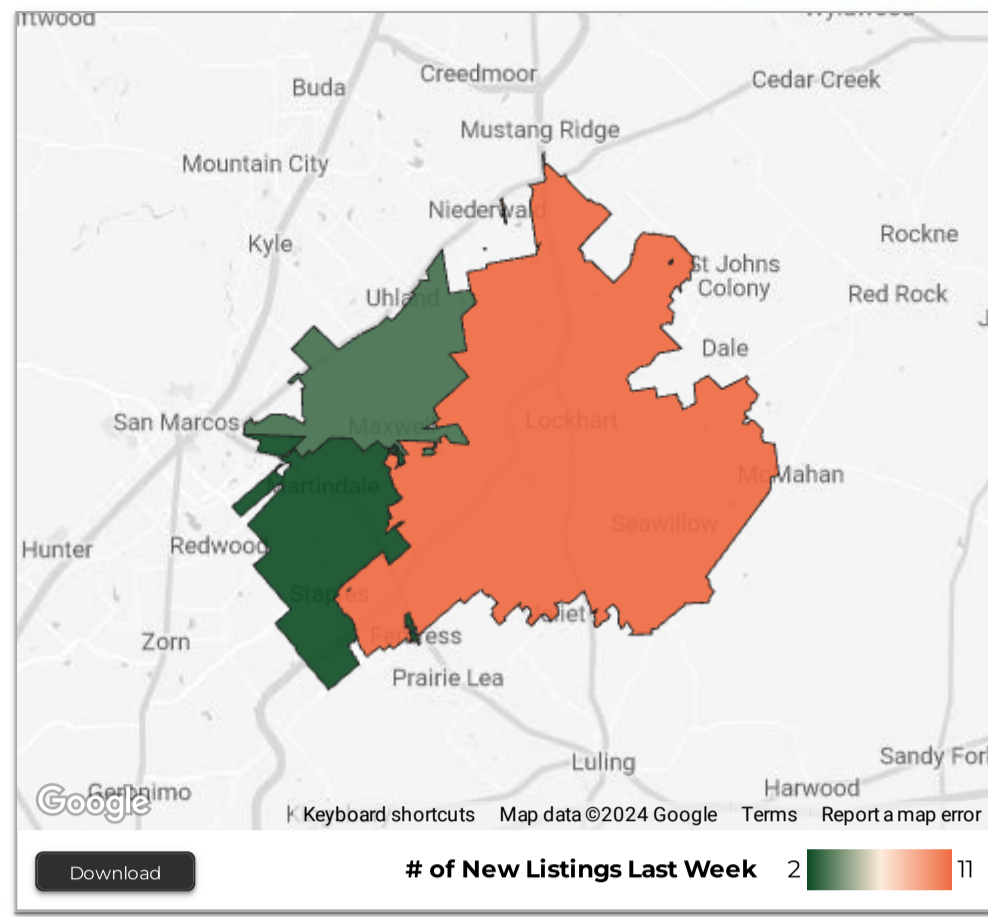 Buda
Creedmoor
Cedar Creek
Mustang Ridge
Mountain City
Niederwald
Kyle
Rockne
St Johns
Colony
Uhland
Red Rock
Dale
San Marcos
Maxwell
Lockhart
McMahan
Martindale
Seawillow
Hunter
Redwood
Staples
Joliet
Zorn
Fentress
Prairie Lea
Luling
Sandy For
Geronimo
Harwood
Google
Keyboard shortcuts Map data ©2024 Google Terms Report a map error
Download
# of New Listings Last Week 2 11